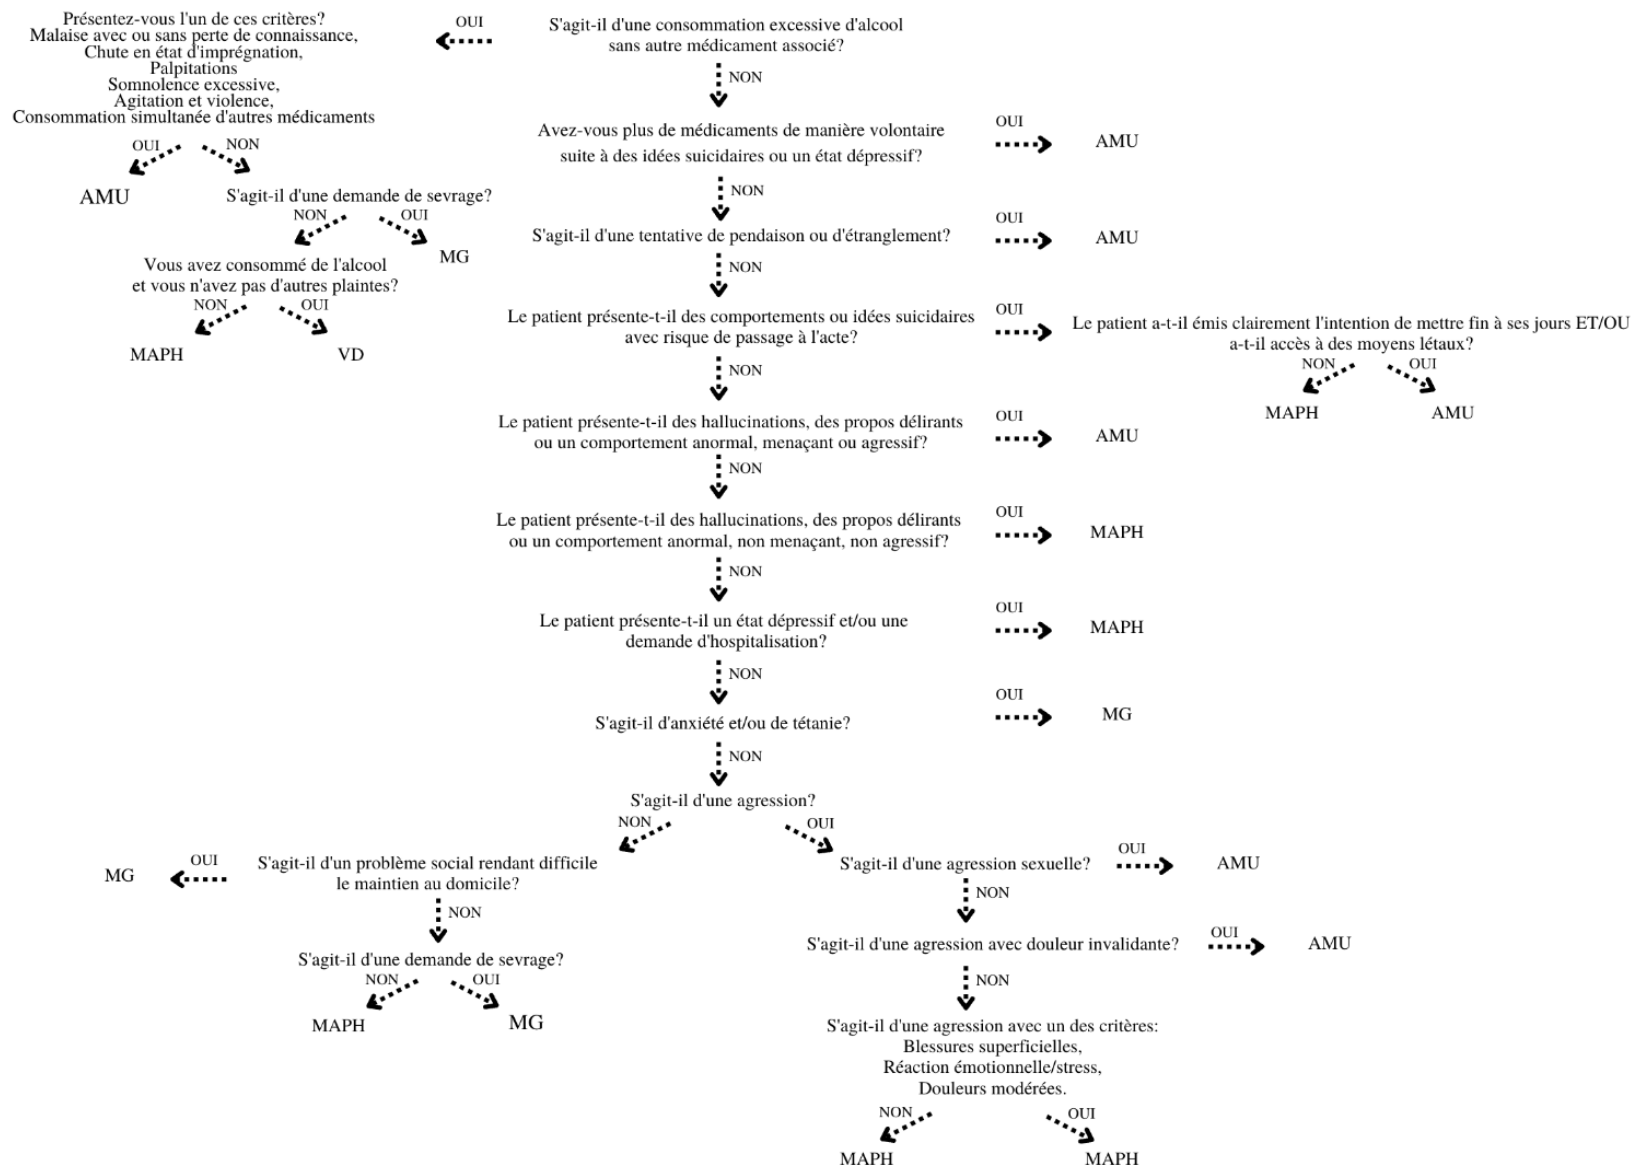 Présentez-vous l'un de ces critères?
Malaise avec ou sans perte de connaissance,
Chute en état d'imprégnation,
Palpitations
Somnolence excessive,
Agitation et violence,
Consommation simultanée d'autres médicaments
OUI
S'agit-il d'une consommation excessive d'alcool
sans autre médicament associé?
NON
OUI
NON
AMU
S'agit-il d'une demande de sevrage?
NON
OUI
MG
Vous avez consommé de l'alcool
et vous n'avez pas d'autres plaintes?
NON
OUI
MAPH
VD
Avez-vous plus de médicaments de manière volontaire
suite à des idées suicidaires ou un état dépressif?
OUI
AMU
NON
S'agit-il d'une tentative de pendaison ou d'étranglement?
OUI
AMU
NON
Le patient présente-t-il des comportements ou idées suicidaires
avec risque de passage à l'acte?
OUI
Le patient a-t-il émis clairement l'intention de mettre fin à ses jours ET/OU
a-t-il accès à des moyens létaux?
NON
OUI
MAPH
AMU
NON
Le patient présente-t-il des hallucinations, des propos délirants
ou un comportement anormal, menaçant ou agressif?
OUI
AMU
NON
Le patient présente-t-il des hallucinations, des propos délirants
ou un comportement anormal, non menaçant, non agressif?
OUI
MAPH
NON
Le patient présente-t-il un état dépressif et/ou une
demande d'hospitalisation?
OUI
MAPH
NON
S'agit-il d'anxiété et/ou de tétanie?
OUI
MG
NON
S'agit-il d'une agression?
NON
OUI
S'agit-il d'un problème social rendant difficile
le maintien au domicile?
OUI
MG
NON
S'agit-il d'une demande de sevrage?
NON
OUI
MAPH
MG
S'agit-il d'une agression sexuelle?
OUI
AMU
NON
S'agit-il d'une agression avec douleur invalidante?
OUI
AMU
NON
S'agit-il d'une agression avec un des critères:
Blessures superficielles,
Réaction émotionnelle/stress,
Douleurs modérées.
NON
OUI
MAPH
MAPH